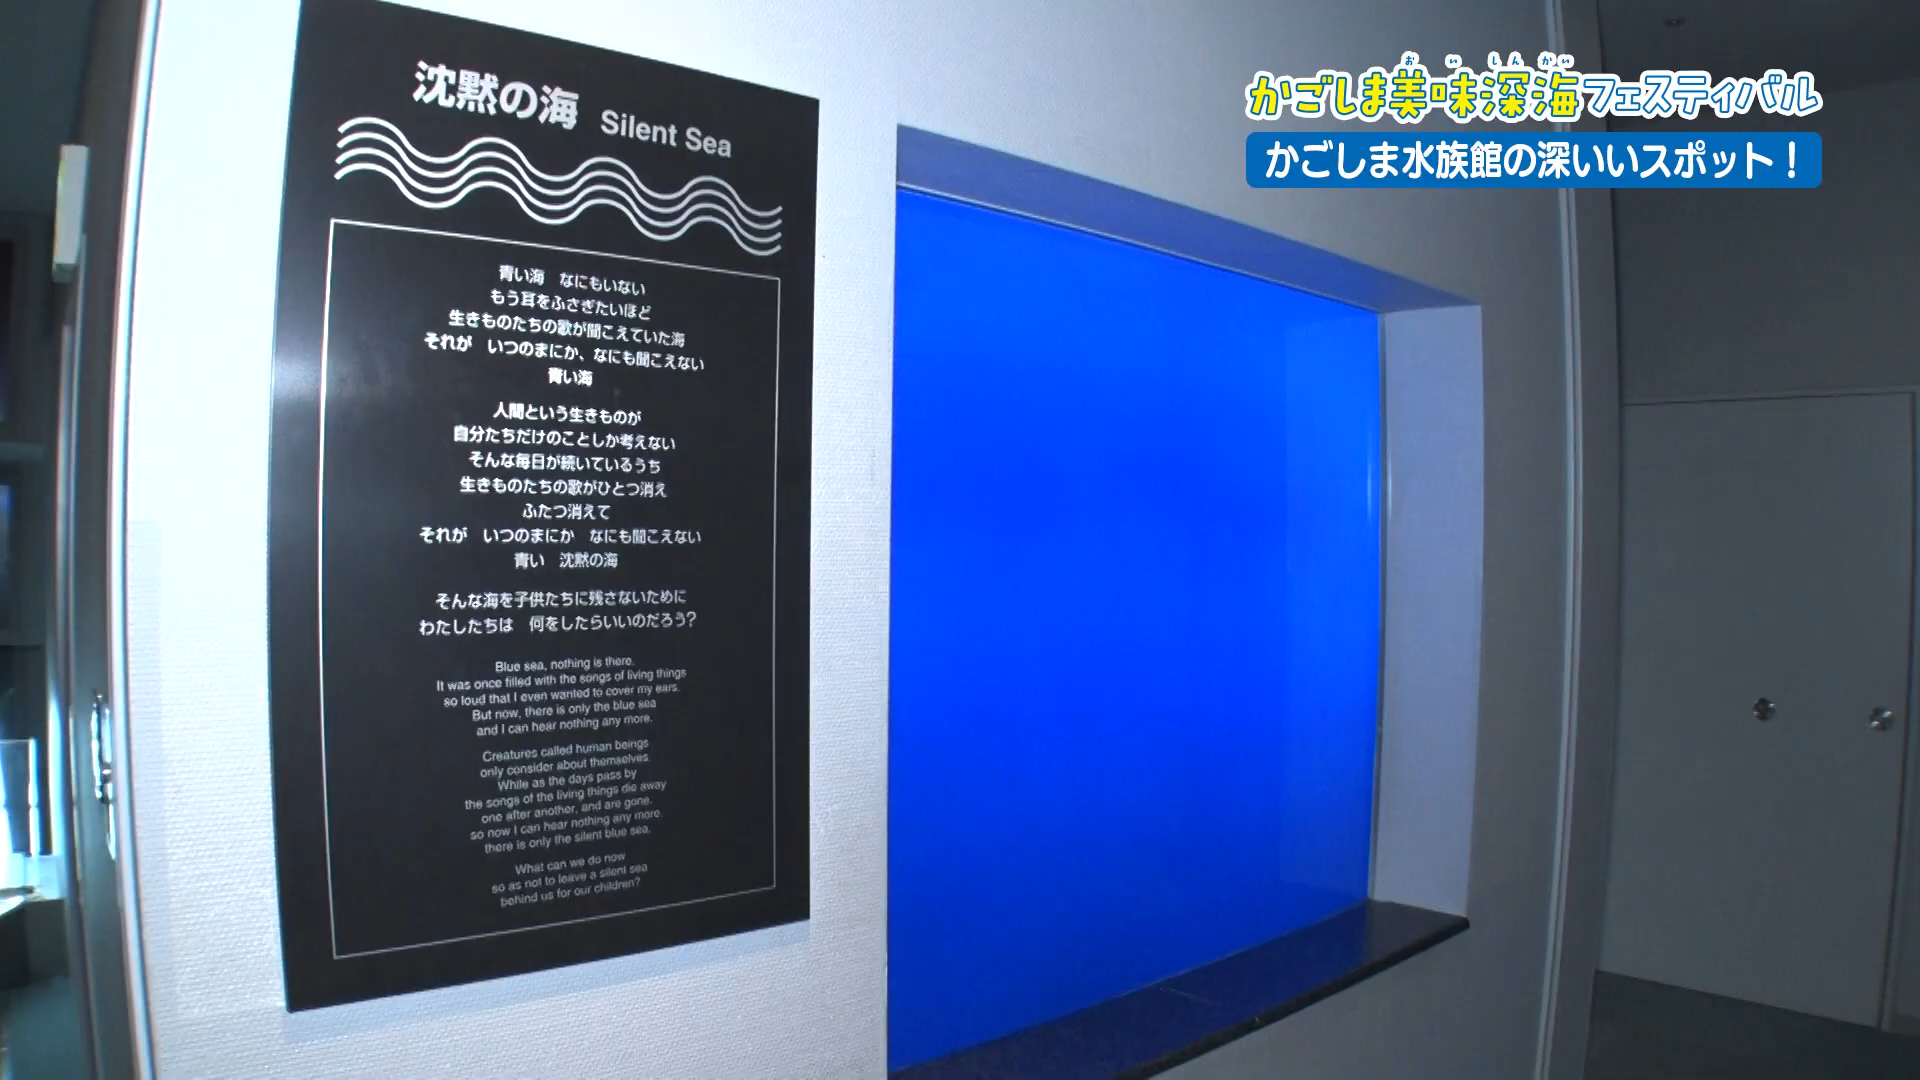 おいしんかい
かごしま美味深海フェスティバル
かごしま水族館の深いいスポット！
沈黙の海 Silent Sea
青い海　なにもいない
もう耳をふさぎたいほど
生きものたちの歌が聞こえていた海
それが　いつのまにか、なにも聞こえない
青い海
人間という生きものが
自分たちだけのことしか考えない
そんな毎日が続いているうち
生きものたちの歌がひとつ消え
ふたつ消えて
それが　いつのまにか　なにも聞こえない
青い　沈黙の海
そんな海を子供たちに残さないために
わたしたちは　何をしたらいいのだろう?
Blue sea, nothing is there.
It was once filled with the songs of living things
so loud that I even wanted to cover my ears.
But now, there is only the blue sea
and I can hear nothing any more.
Creatures called human beings
only consider about themselves.
While as the days pass by
the songs of the living things die away
one after another, and are gone.
so now I can hear nothing any more.
there is only the silent blue sea.
What can we do now
so as not to leave a silent sea
behind us for our children?